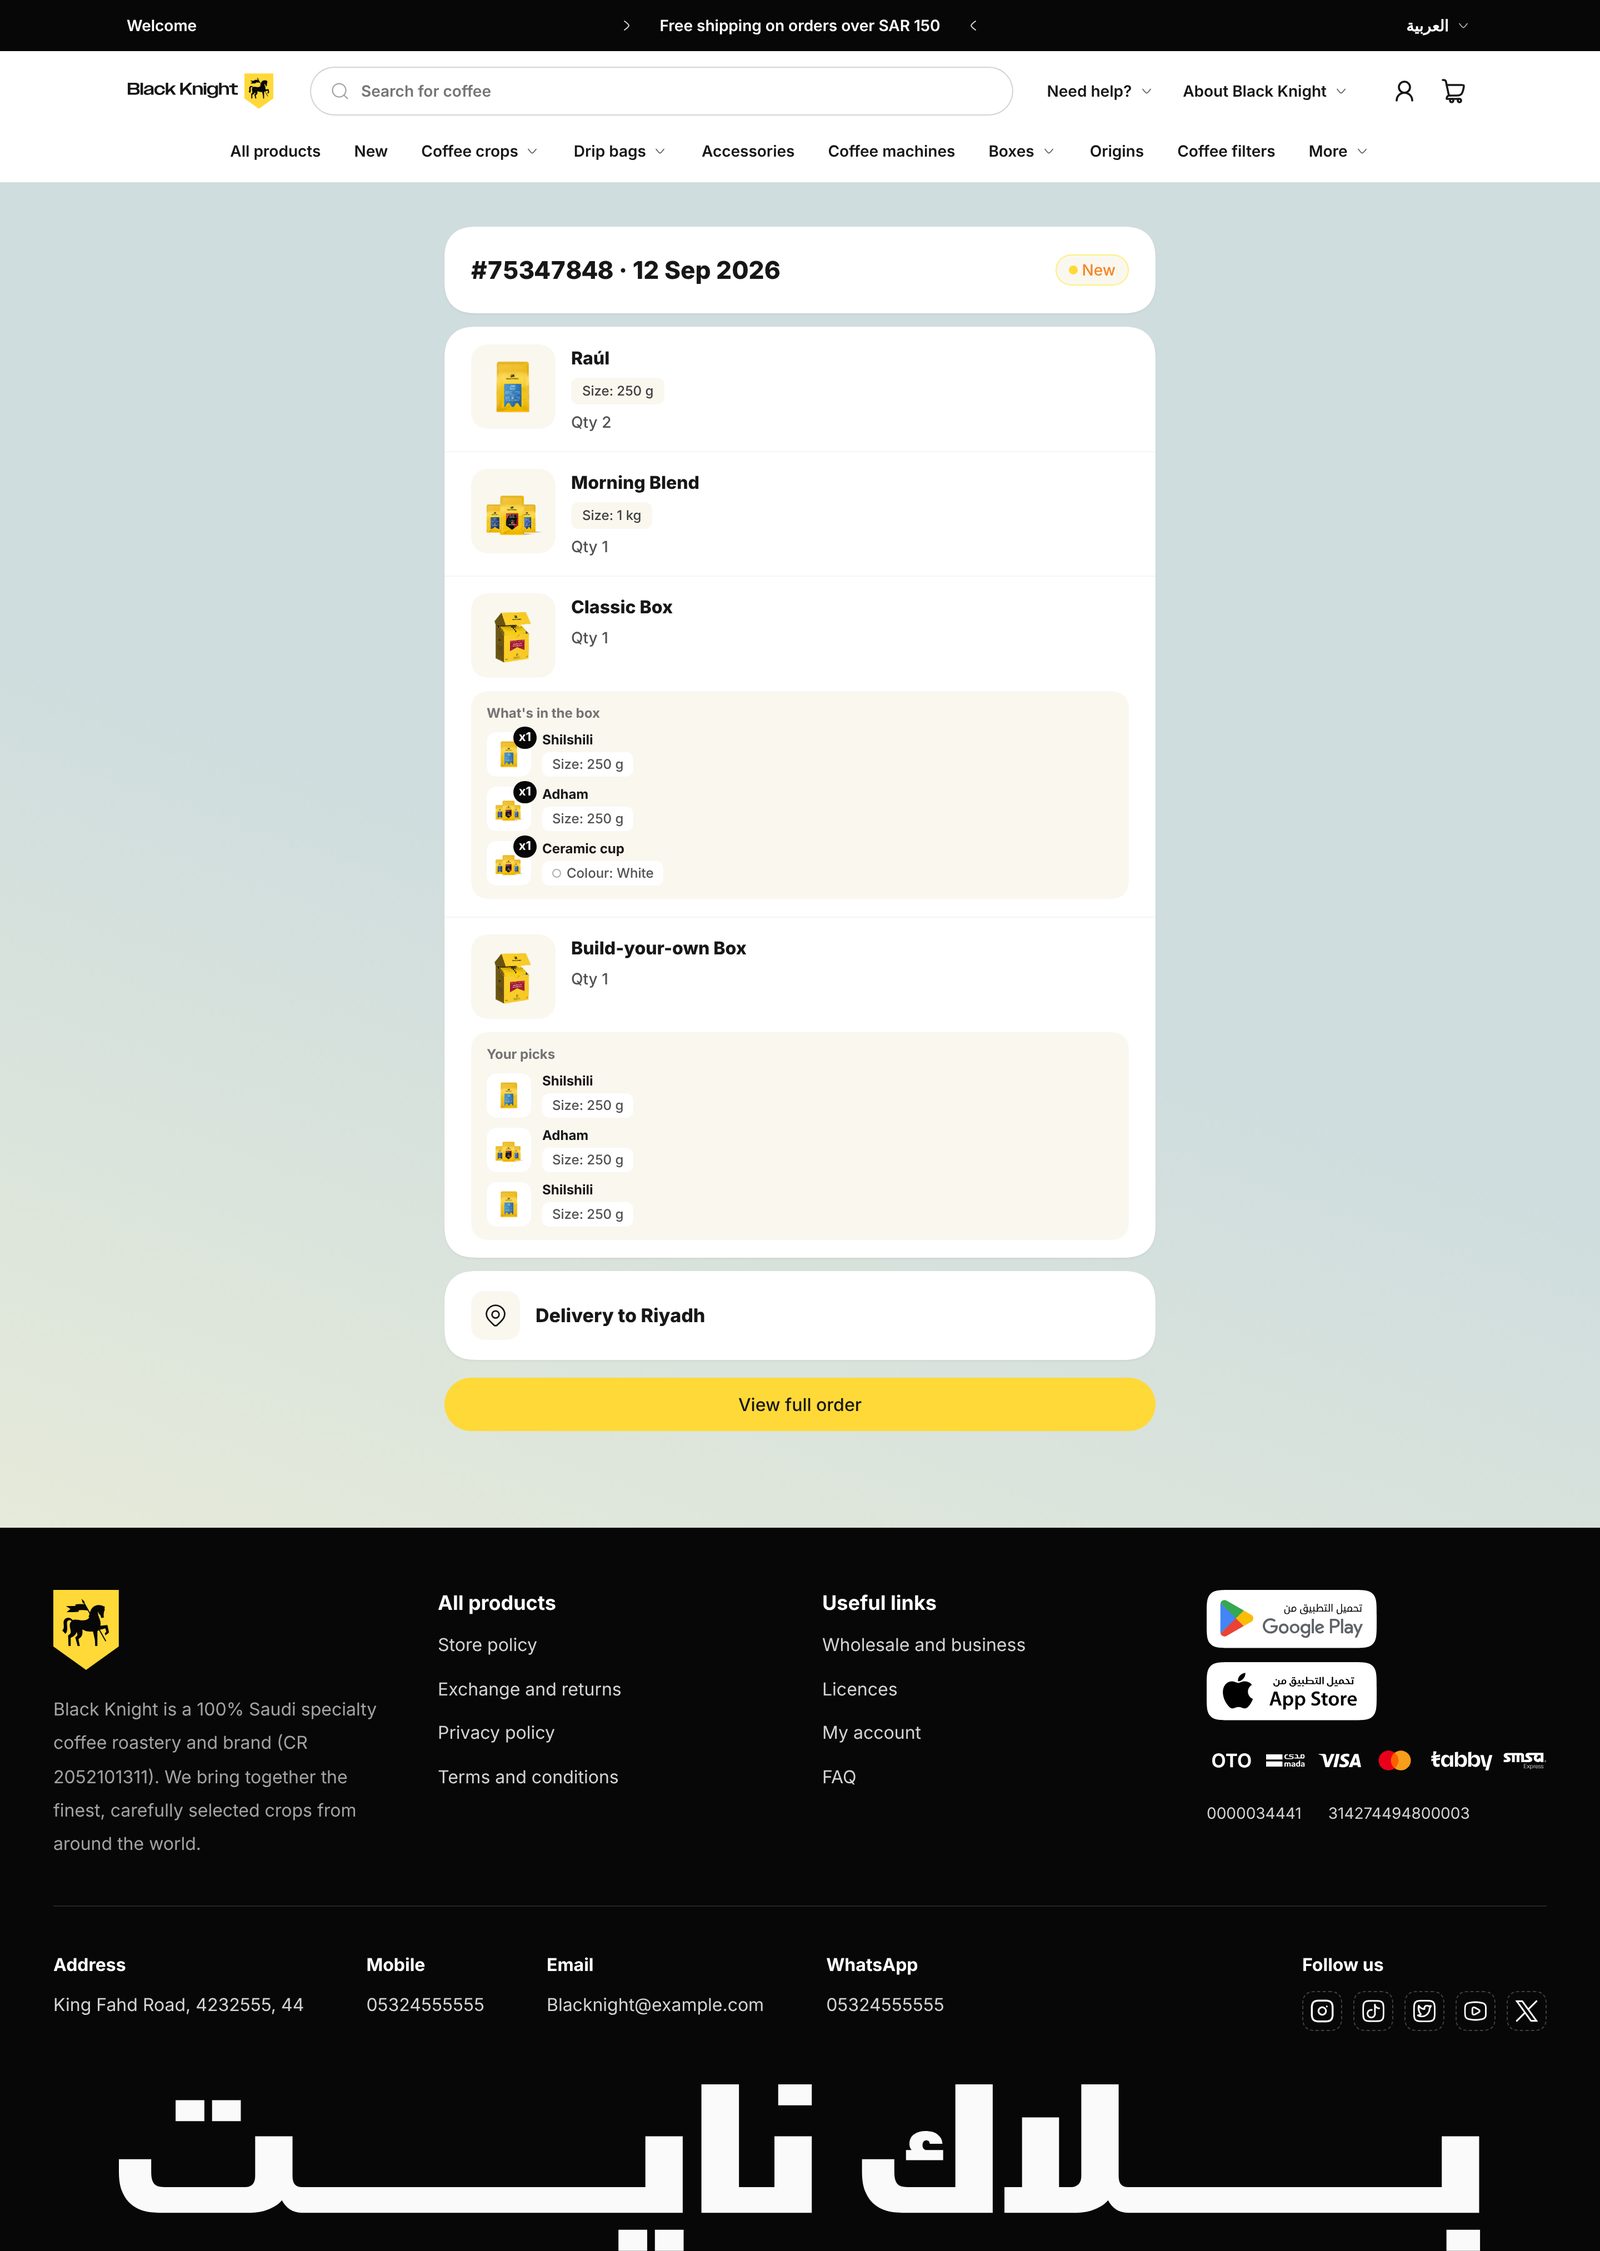 Welcome
Free shipping on orders over SAR 150
العربية
Black Knight
Search for coffee
Need help?
About Black Knight
All products
New
Coffee crops
Drip bags
Accessories
Coffee machines
Boxes
Origins
Coffee filters
More
#75347848 · 12 Sep 2026
New
Raúl
Size: 250 g
Qty 2
Morning Blend
Size: 1 kg
Qty 1
Classic Box
Qty 1
What's in the box
x1
Shilshili
Size: 250 g
x1
Adham
Size: 250 g
x1
Ceramic cup
Colour: White
Build-your-own Box
Qty 1
Your picks
Shilshili
Size: 250 g
Adham
Size: 250 g
Shilshili
Size: 250 g
Delivery to Riyadh
View full order
Black Knight is a 100% Saudi specialty
coffee roastery and brand (CR
2052101311). We bring together the
finest, carefully selected crops from
around the world.
All products
Store policy
Exchange and returns
Privacy policy
Terms and conditions
Useful links
Wholesale and business
Licences
My account
FAQ
تحميل التطبيق من
Google Play
تحميل التطبيق من
App Store
OTO
مدى
mada
VISA
tabby
smsa
Express
0000034441
314274494800003
Address
King Fahd Road, 4232555, 44
Mobile
05324555555
Email
Blacknight@example.com
WhatsApp
05324555555
Follow us
بـلاك نايـت